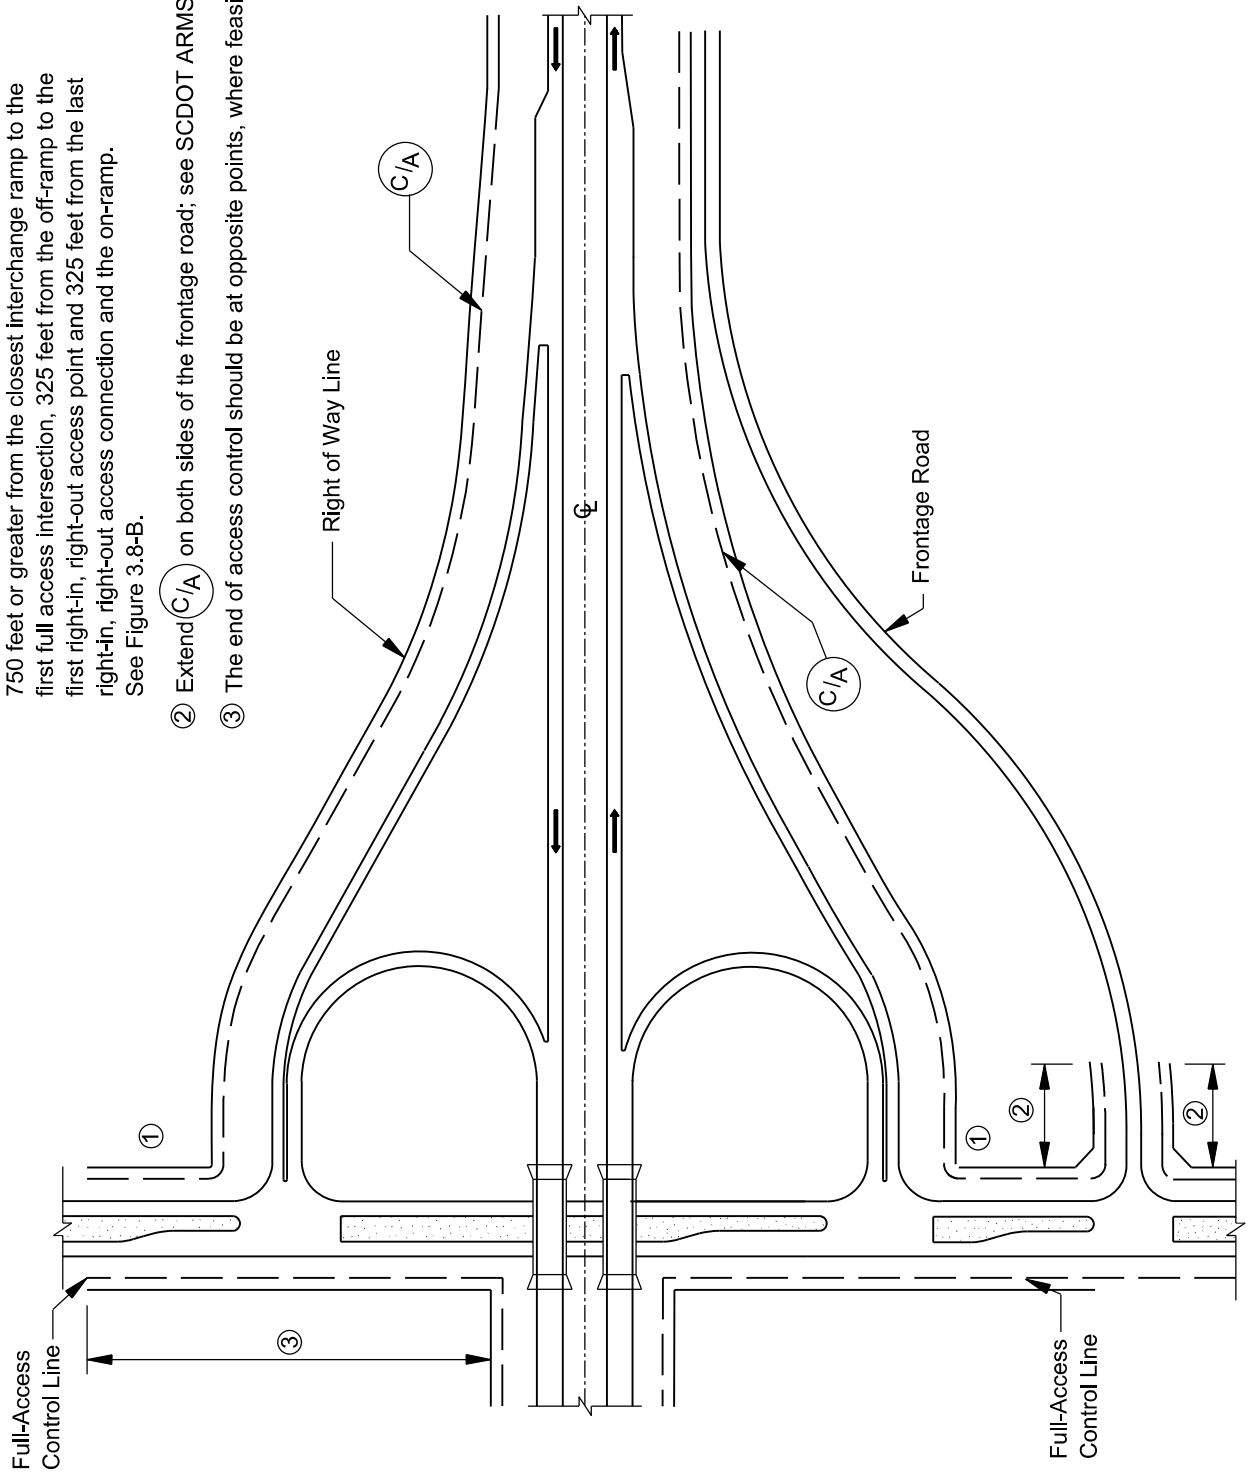 750 feet or greater from the closest interchange ramp to the
first full access intersection, 325 feet from the off-ramp to the
first right-in, right-out access point and 325 feet from the last
right-in, right-out access connection and the on-ramp.
See Figure 3.8-B.
② Extend C/A on both sides of the frontage road; see SCDOT ARMS
③ The end of access control should be at opposite points, where feasi
C/A
Right of Way Line
℄
Frontage Road
C/A
①
②
①
②
③
Full-Access
Control Line
Full-Access
Control Line